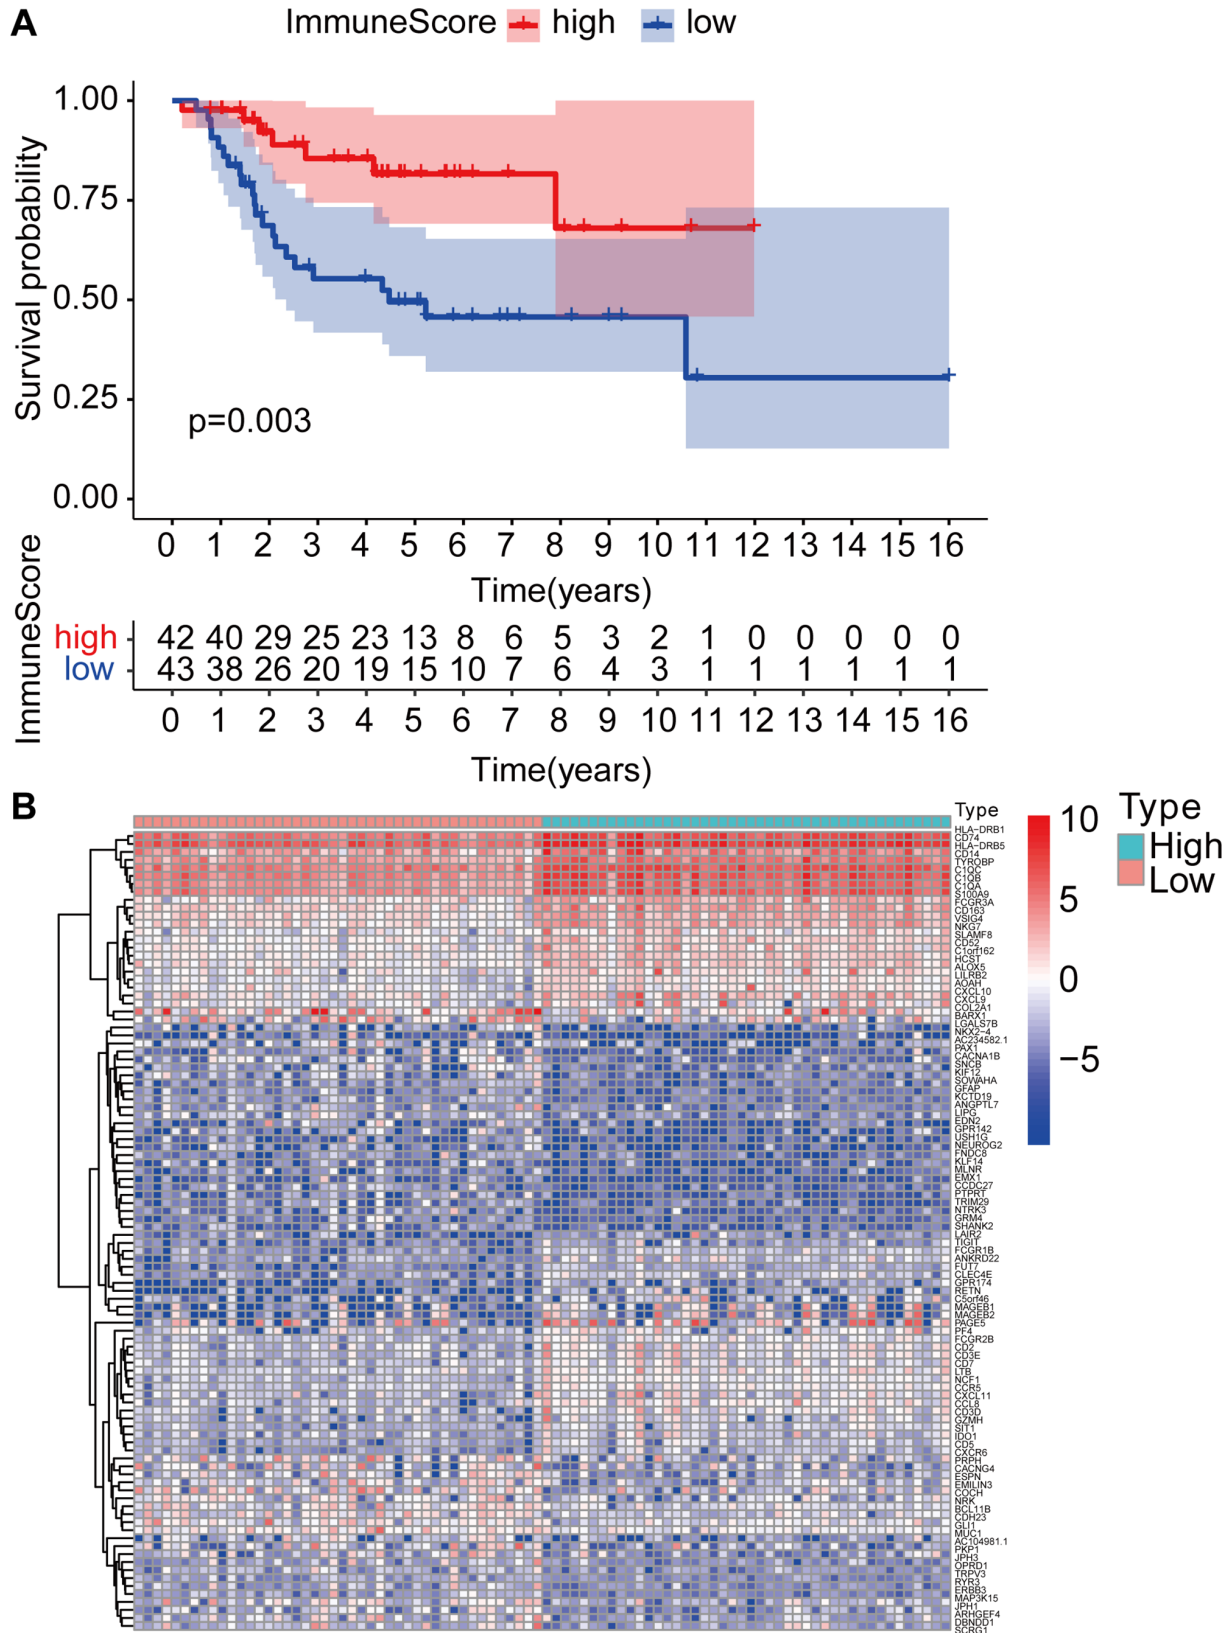 A
ImmuneScore high low
1.00
0.75
0.50
0.25
0.00
Survival probability
p=0.003
0 1 2 3 4 5 6 7 8 9 10 11 12 13 14 15 16
Time(years)
ImmuneScore
high 42 40 29 25 23 13 8 6 5 3 2 1 0 0 0 0 0
low 43 38 26 20 19 15 10 7 6 4 3 1 1 1 1 1 1
0 1 2 3 4 5 6 7 8 9 10 11 12 13 14 15 16
Time(years)
B
Type
HLA-DRB1
CD74
HLA-DRB5
CD14
TYROBP
C1QC
C1QB
C1QA
S100A9
FCGR3A
CD163
VSIG4
NKG7
SLAMF8
CD52
C1orf162
HCST
ALOX5
LILRB2
AOAH
CXCL10
CXCL9
COL2A1
BARX1
LGALS7B
NKX2-4
AC234582.1
PAX1
CACNA1B
SNCB
KIF12
SOWAHA
GFAP
KCTD19
ANGPTL7
LIPG
EDN2
GPR142
USH1G
NEUROG2
FNDC8
KLF14
MLNR
EMX1
CCDC27
PTPRT
TRIM29
NTRK3
GRM4
SHANK2
LAIR2
TIGIT
FCGR1B
ANKRD22
FUT7
CLEC4E
GPR174
RETN
C5orf46
MAGEB1
MAGEB2
PAGE5
PF4
FCGR2B
CD2
CD3E
CD7
LTB
NCF1
CCR5
CXCL11
CCL8
CD3D
GZMH
SIT1
IDO1
CD5
CXCR6
PRPH
CACNG4
ESPN
EMILIN3
COCH
NRK
BCL11B
CDH23
GLI1
MUC1
AC104981.1
PKP1
JPH3
OPRD1
TRPV3
RYR3
ERBB3
MAP3K15
JPH1
ARHGEF4
DBNDD1
SCRG1
10
5
0
−5
Type
High
Low